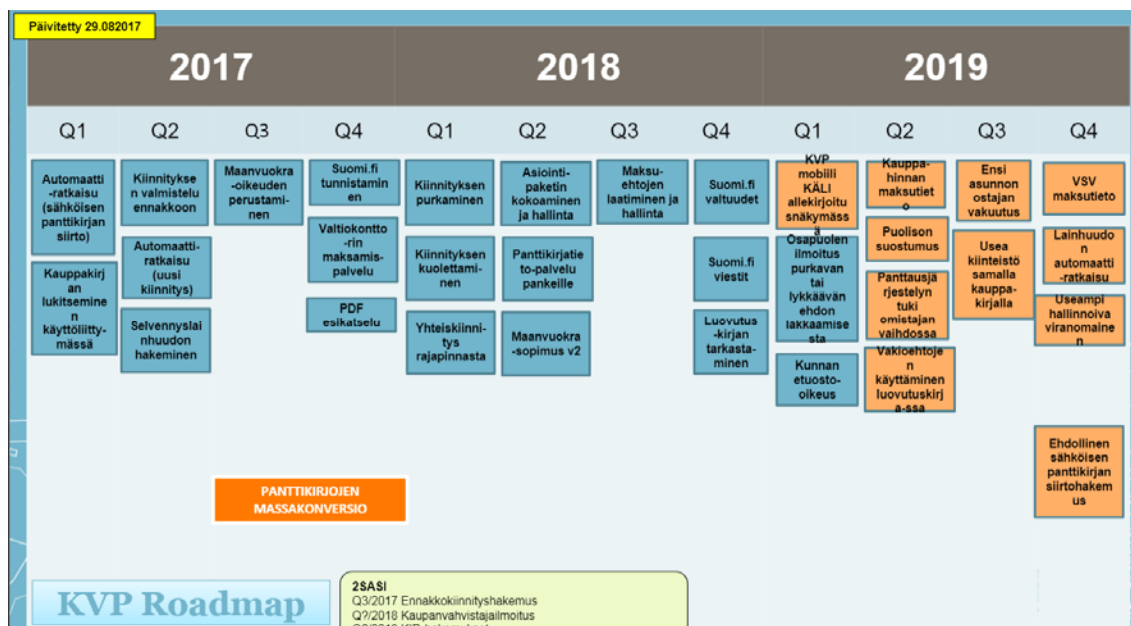 Päivitetty 29.082017
2017
2018
2019
Q1
Q2
Q3
Q4
Q1
Q2
Q3
Q4
Q1
Q2
Q3
Q4
Automaatti
-ratkaisu
(sähköisen
panttikirjan
siirto)
Kauppakirj
an
lukitsemine
n
käyttöliitty-
mässä
Kiinnitykse
n valmistelu
ennakkoon
Automaatti-
ratkaisu
(uusi
kiinnitys)
Selvennyslai
nhuudon
hakeminen
Maanvuokra
-oikeuden
perustami-
nen
Suomi.fi
tunnistamin
en
Valtiokontto
-rin
maksamis-
palvelu
PDF
esikatselu
Kiinnityksen
purkaminen
Kiinnityksen
kuolettami-
nen
Yhteiskiinni-
tys
rajapinnasta
Asiointi-
paketin
kokoaminen
ja hallinta
Panttikirjatie
to-palvelu
pankeille
Maanvuokra
-sopimus v2
Maksu-
ehtojen
laatiminen ja
hallinta
Suomi.fi
valtuudet
Suomi.fi
viestit
Luovutus
-kirjan
tarkasta-
minen
KVP
mobiili
KÄLI
allekirjoitu
snäkymäss
ä
Osapuolen
ilmoitus
purkavan
tai
lykkäävän
ehdon
lakkaamise
sta
Kunnan
etuosto-
oikeus
Kauppa-
hinnan
maksutiet
o
Puolison
suostumus
Panttausjä
rjestelyn
tuki
omistajan
vaihdossa
Vakioehtoje
n
käyttäminen
luovutuskirj
a-ssa
Ensi
asunnon
ostajan
vakuutus
Usea
kiinteistö
samalla
kauppa-
kirjalla
VSV
maksutieto
Lainhuudo
n
automaatti
-ratkaisu
Useampi
hallinnoiva
viranomaine
n
Ehdollinen
sähköisen
panttikirjan
siirtohakem
us
PANTTIKIRJOJEN
MASSAKONVERSIO
KVP Roadmap
2SASI
Q3/2017 Ennakkokiinnityshakemus
Q?/2018 Kaupanvahvistajailmoitus